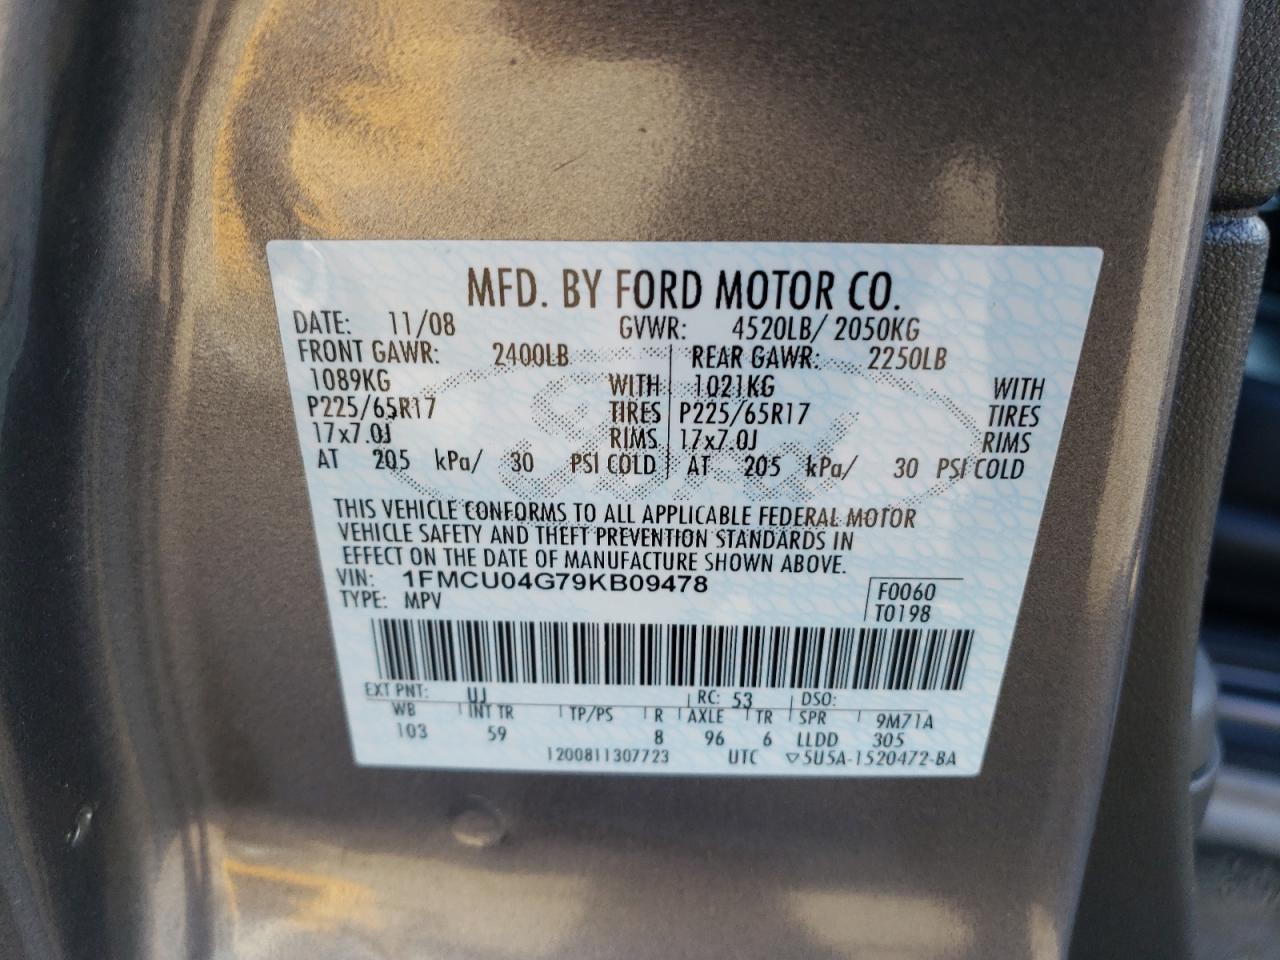 MFD. BY FORD MOTOR CO.
DATE: 11/08 GVWR: 4520LB/ 2050KG
FRONT GAWR: 2400LB REAR GAWR: 2250LB
1089KG WITH 1021KG WITH
P225/65R17 TIRES P225/65R17 TIRES
17x7.0J RIMS 17x7.0J RIMS
AT 205 kPa/ 30 PSI COLD AT 205 kPa/ 30 PSI COLD
THIS VEHICLE CONFORMS TO ALL APPLICABLE FEDERAL MOTOR
VEHICLE SAFETY AND THEFT PREVENTION STANDARDS IN
EFFECT ON THE DATE OF MANUFACTURE SHOWN ABOVE.
VIN: 1FMCU04G79KB09478
TYPE: MPV
F0060
T0198
EXT PNT: UJ RC: 53 DSO:
WB INT TR TP/PS R AXLE TR SPR 9M71A
103 59 8 96 6 LLDD 305
1200811307723 UTC ▽5U5A-1520472-BA